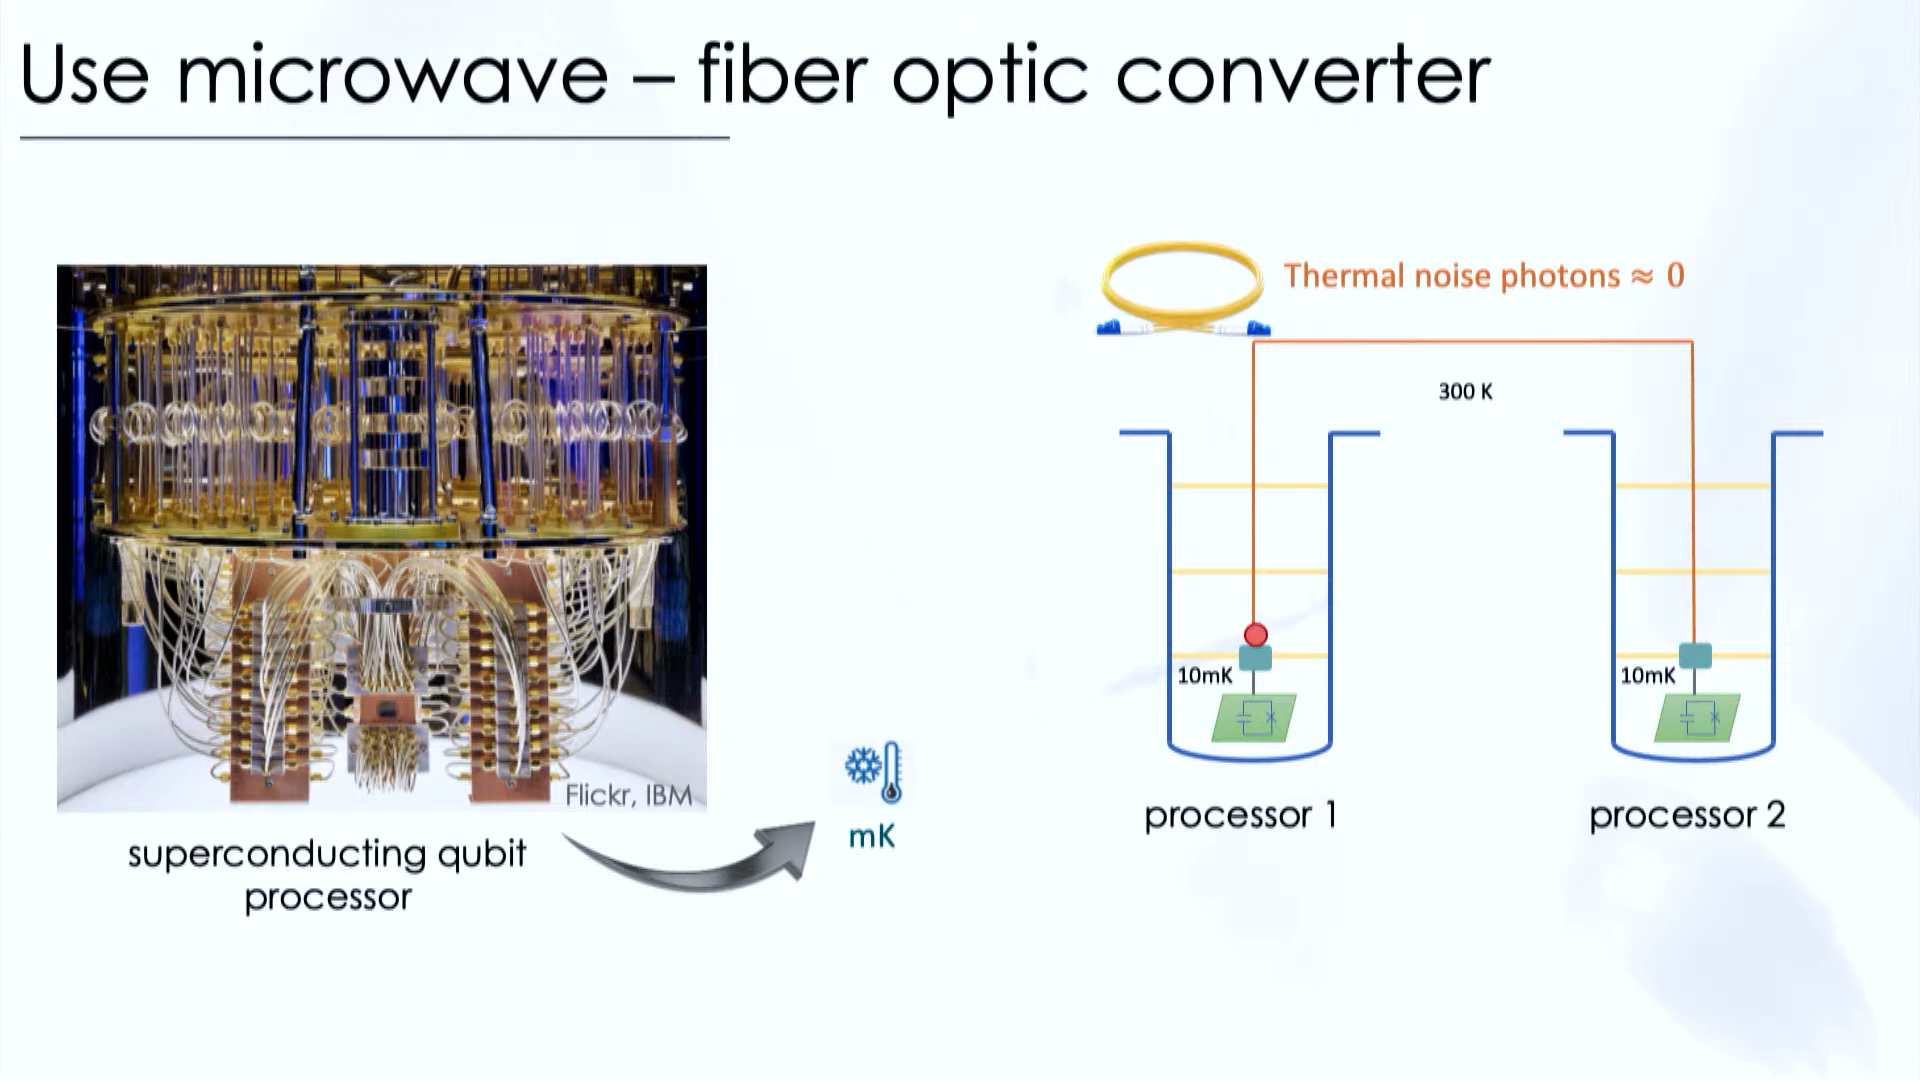 Use microwave – fiber optic converter
Thermal noise photons ≈ 0
300 K
10mK
10mK
Flickr, IBM
mK
processor 1
processor 2
superconducting qubit
processor